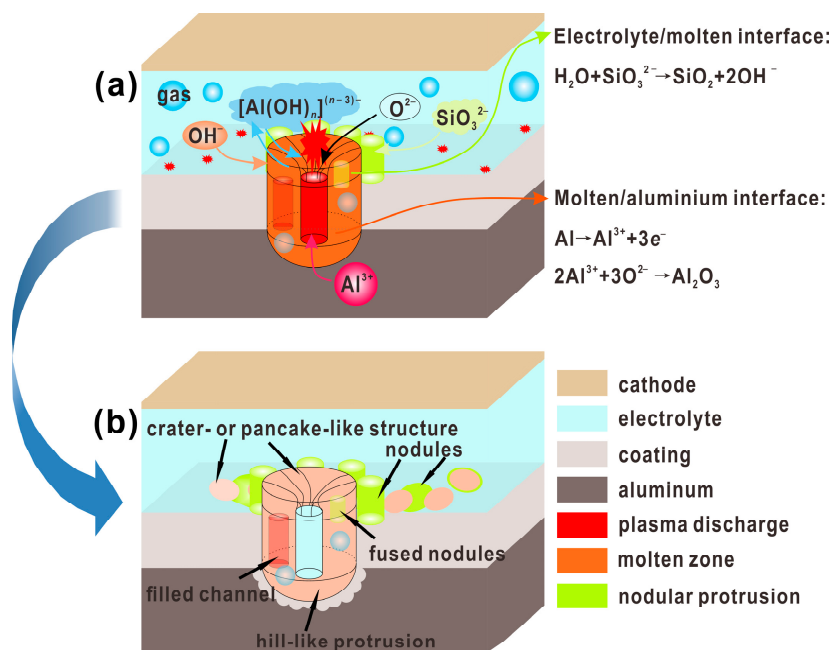 (a)
gas
[Al(OH)ₙ]⁽ⁿ⁻³⁾⁻
O²⁻
SiO₃²⁻
OH⁻
Al³⁺
Electrolyte/molten interface:
H₂O+SiO₃²⁻→SiO₂+2OH⁻
Molten/aluminium interface:
Al→Al³⁺+3e⁻
2Al³⁺+3O²⁻→Al₂O₃
(b)
crater- or pancake-like structure
nodules
fused nodules
filled channel
hill-like protrusion
cathode
electrolyte
coating
aluminum
plasma discharge
molten zone
nodular protrusion